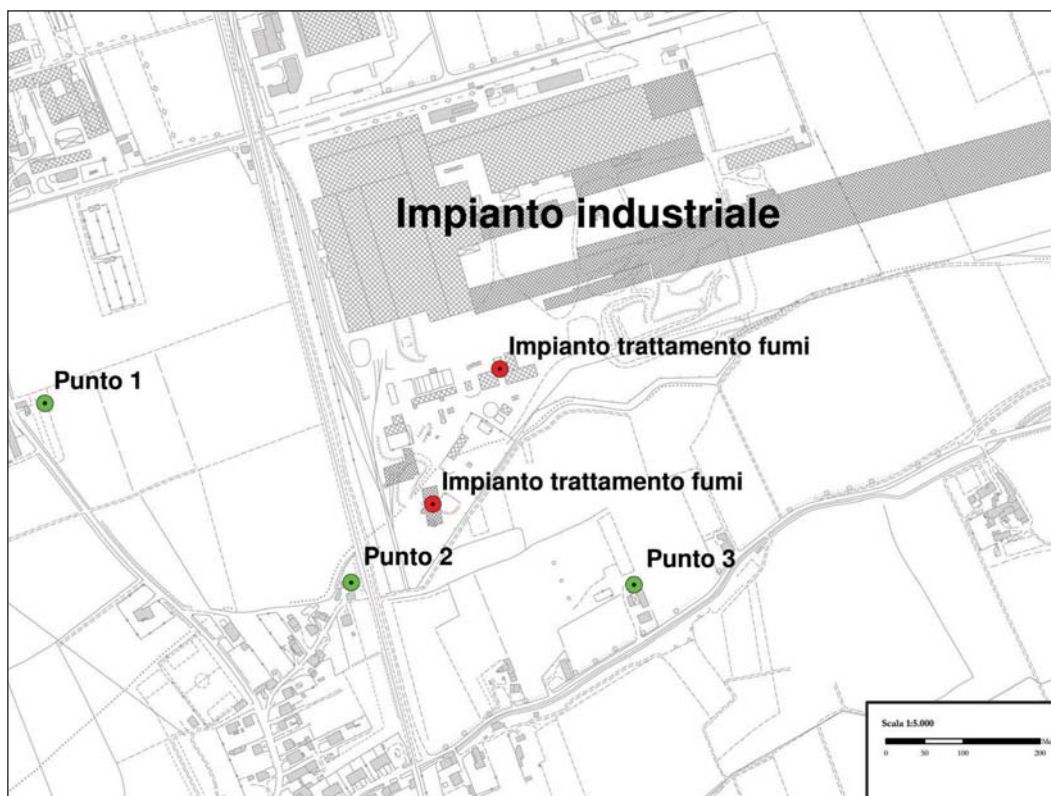 Impianto industriale
Impianto trattamento fumi
Punto 1
Impianto trattamento fumi
Punto 2
Punto 3
Scala 1:5.000
0 50 100 200